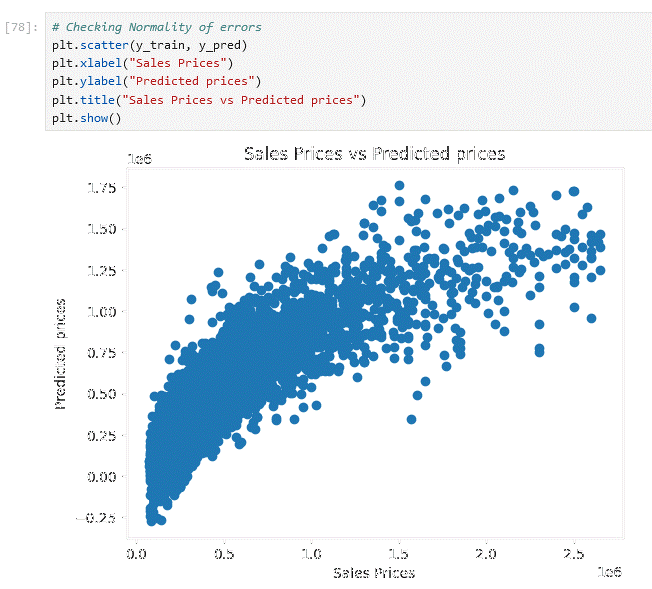 [78]: # Checking Normality of errors
plt.scatter(y_train, y_pred)
plt.xlabel("Sales Prices")
plt.ylabel("Predicted prices")
plt.title("Sales Prices vs Predicted prices")
plt.show()
1e6
Sales Prices vs Predicted prices
1.75
1.50
1.25
1.00
0.75
0.50
0.25
0.00
−0.25
Predicted prices
0.0 0.5 1.0 1.5 2.0 2.5
Sales Prices
1e6